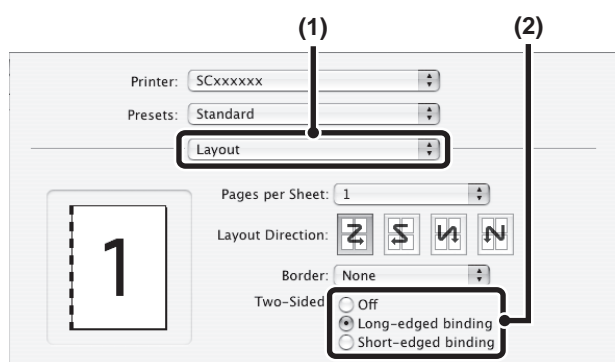 (1)
(2)
Printer: SCxxxxxx
Presets: Standard
Layout
Pages per Sheet: 1
Layout Direction:
Border: None
Two-Sided
Off
Long-edged binding
Short-edged binding
1